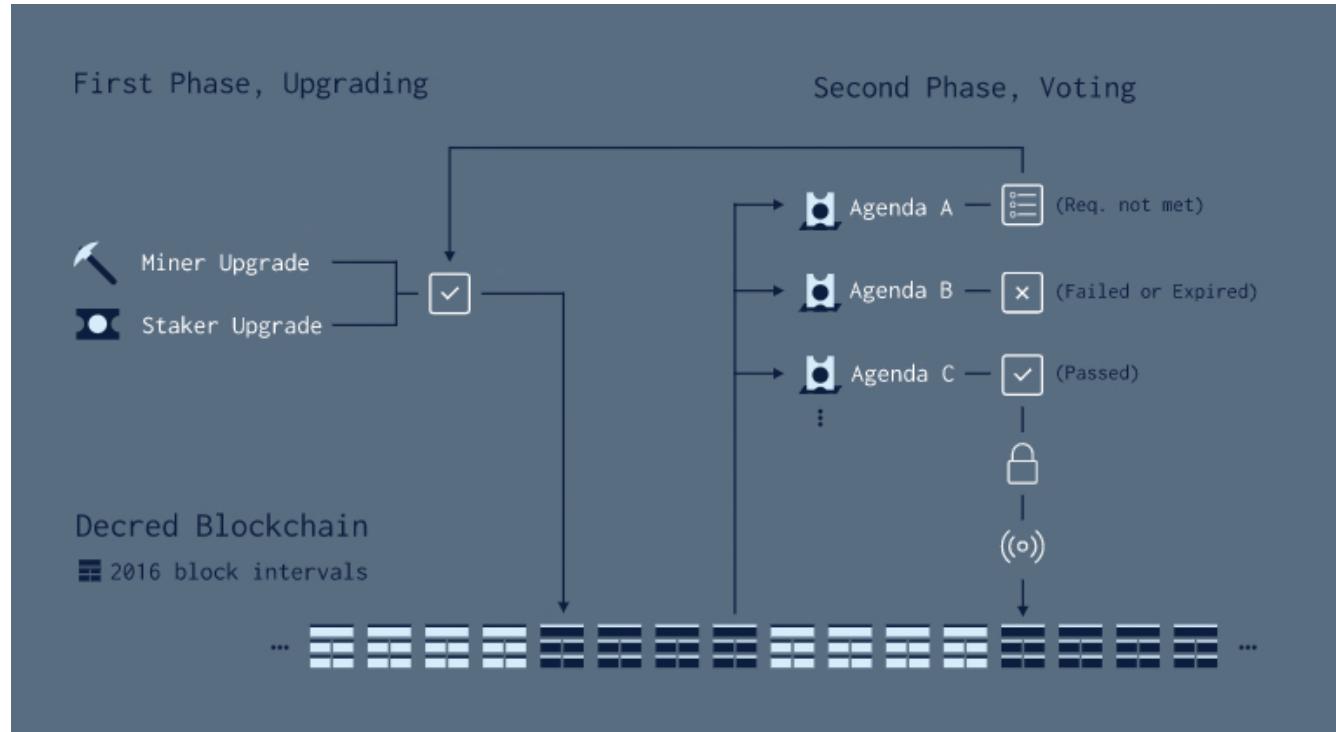 First Phase, Upgrading
Second Phase, Voting
Agenda A
(Req. not met)
Miner Upgrade
Staker Upgrade
Agenda B
(Failed or Expired)
Agenda C
(Passed)
Decred Blockchain
2016 block intervals